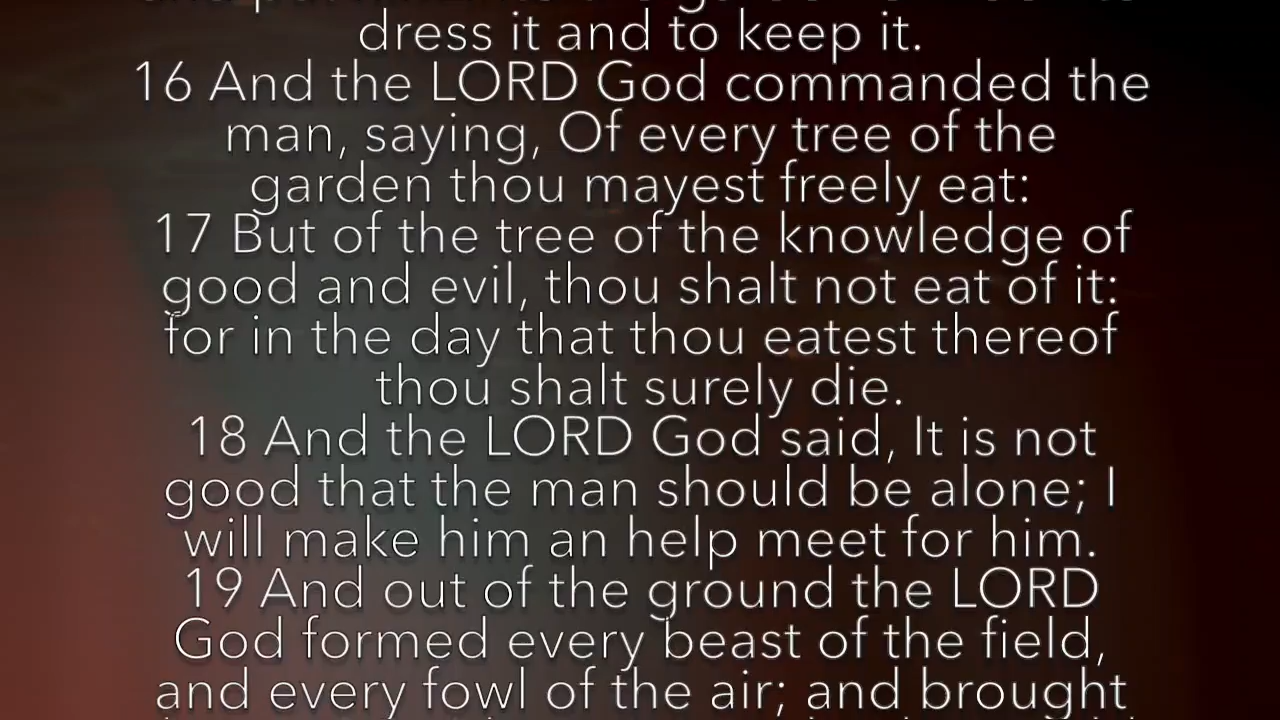 dress it and to keep it.
16 And the LORD God commanded the
man, saying, Of every tree of the
garden thou mayest freely eat:
17 But of the tree of the knowledge of
good and evil, thou shalt not eat of it:
for in the day that thou eatest thereof
thou shalt surely die.
18 And the LORD God said, It is not
good that the man should be alone; I
will make him an help meet for him.
19 And out of the ground the LORD
God formed every beast of the field,
and every fowl of the air; and brought